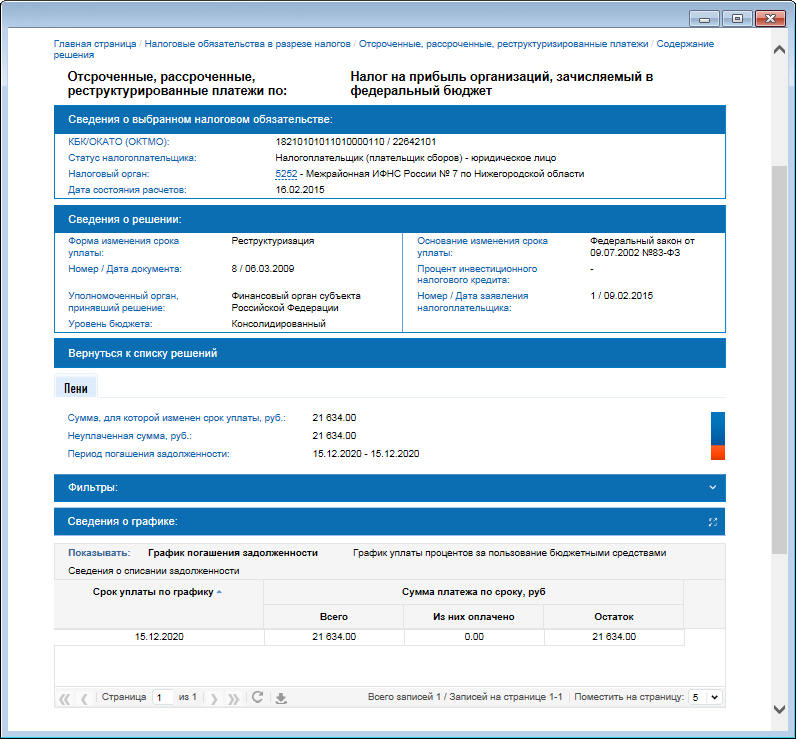 Главная страница / Налоговые обязательства в разрезе налогов / Отсроченные, рассроченные, реструктуризированные платежи / Содержание
решения
Отсроченные, рассроченные, Налог на прибыль организаций, зачисляемый в
реструктурированные платежи по: федеральный бюджет
Сведения о выбранном налоговом обязательстве:
КБК/ОКАТО (ОКТМО): 18210101011010000110 / 22642101
Статус налогоплательщика: Налогоплательщик (плательщик сборов) - юридическое лицо
Налоговый орган: 5252 - Межрайонная ИФНС России № 7 по Нижегородской области
Дата состояния расчетов: 16.02.2015
Сведения о решении:
Форма изменения срока Реструктуризация Основание изменения срока Федеральный закон от
уплаты: уплаты: 09.07.2002 №83-ФЗ
Номер / Дата документа: 8 / 06.03.2009 Процент инвестиционного -
налогового кредита:
Уполномоченный орган, Финансовый орган субъекта Номер / Дата заявления 1 / 09.02.2015
принявший решение: Российской Федерации налогоплательщика:
Уровень бюджета: Консолидированный
Вернуться к списку решений
Пени
Сумма, для которой изменен срок уплаты, руб.: 21 634.00
Неуплаченная сумма, руб.: 21 634.00
Период погашения задолженности: 15.12.2020 - 15.12.2020
Фильтры:
Сведения о графике:
Показывать: График погашения задолженности График уплаты процентов за пользование бюджетными средствами
Сведения о списании задолженности
Срок уплаты по графику Сумма платежа по сроку, руб
Всего Из них оплачено Остаток
15.12.2020 21 634.00 0.00 21 634.00
Страница 1 из 1 Всего записей 1 / Записей на странице 1-1 Поместить на страницу: 5